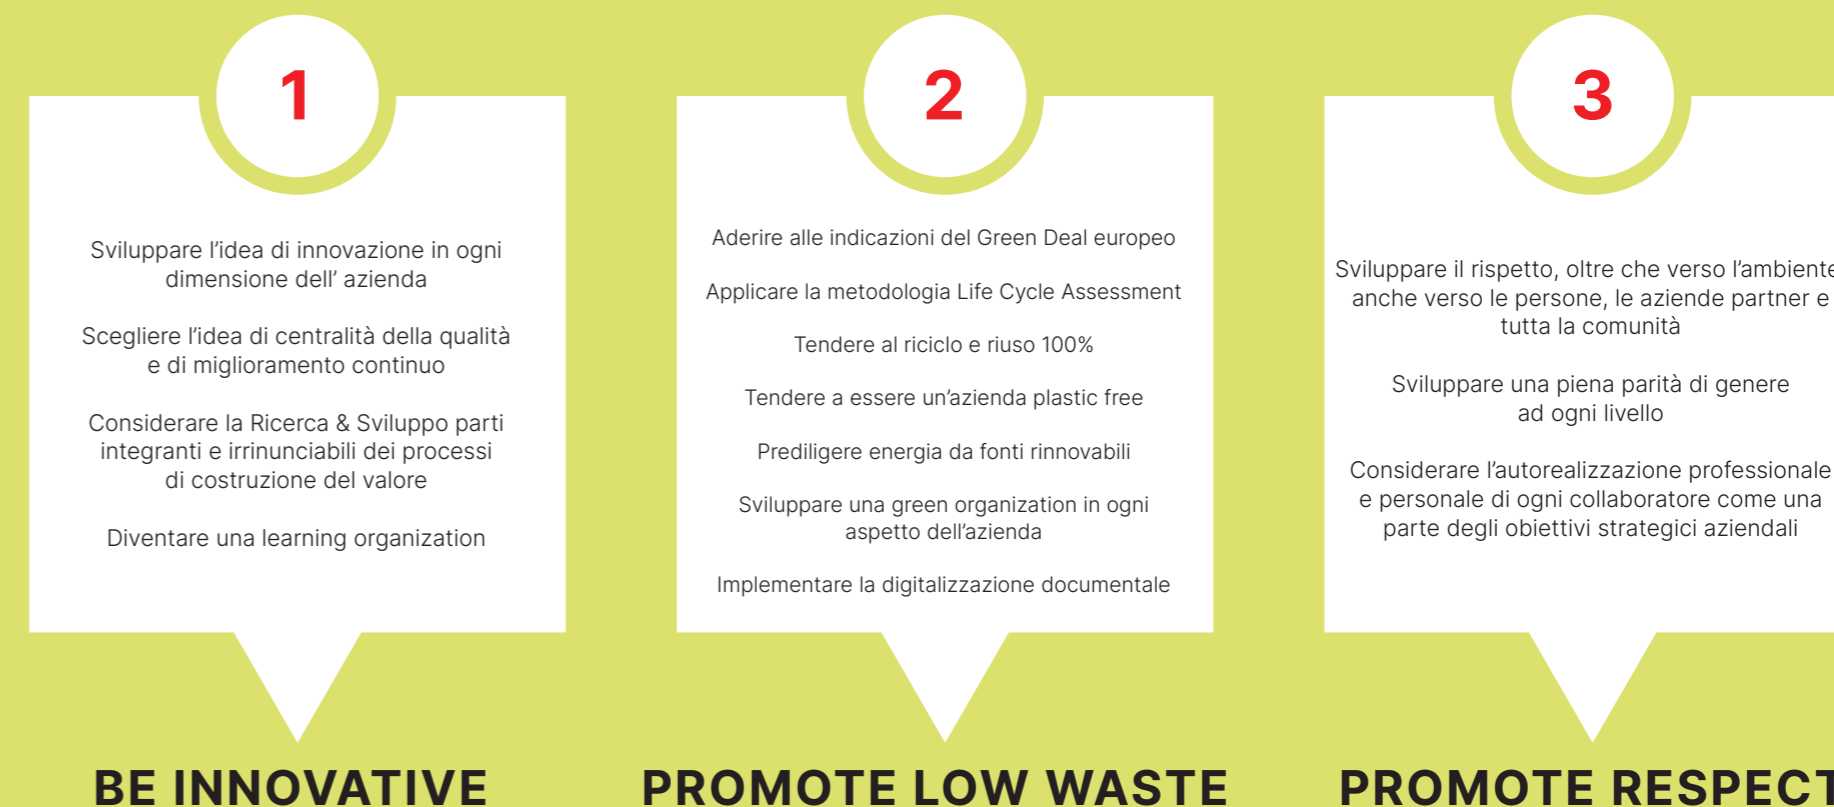 1
Sviluppare l'idea di innovazione in ogni
dimensione dell' azienda
Scegliere l'idea di centralità della qualità
e di miglioramento continuo
Considerare la Ricerca & Sviluppo parti
integranti e irrinunciabili dei processi
di costruzione del valore
Diventare una learning organization
BE INNOVATIVE
2
Aderire alle indicazioni del Green Deal europeo
Applicare la metodologia Life Cycle Assessment
Tendere al riciclo e riuso 100%
Tendere a essere un'azienda plastic free
Prediligere energia da fonti rinnovabili
Sviluppare una green organization in ogni
aspetto dell'azienda
Implementare la digitalizzazione documentale
PROMOTE LOW WASTE
3
Sviluppare il rispetto, oltre che verso l'ambiente
anche verso le persone, le aziende partner e
tutta la comunità
Sviluppare una piena parità di genere
ad ogni livello
Considerare l'autorealizzazione professionale
e personale di ogni collaboratore come una
parte degli obiettivi strategici aziendali
PROMOTE RESPECT